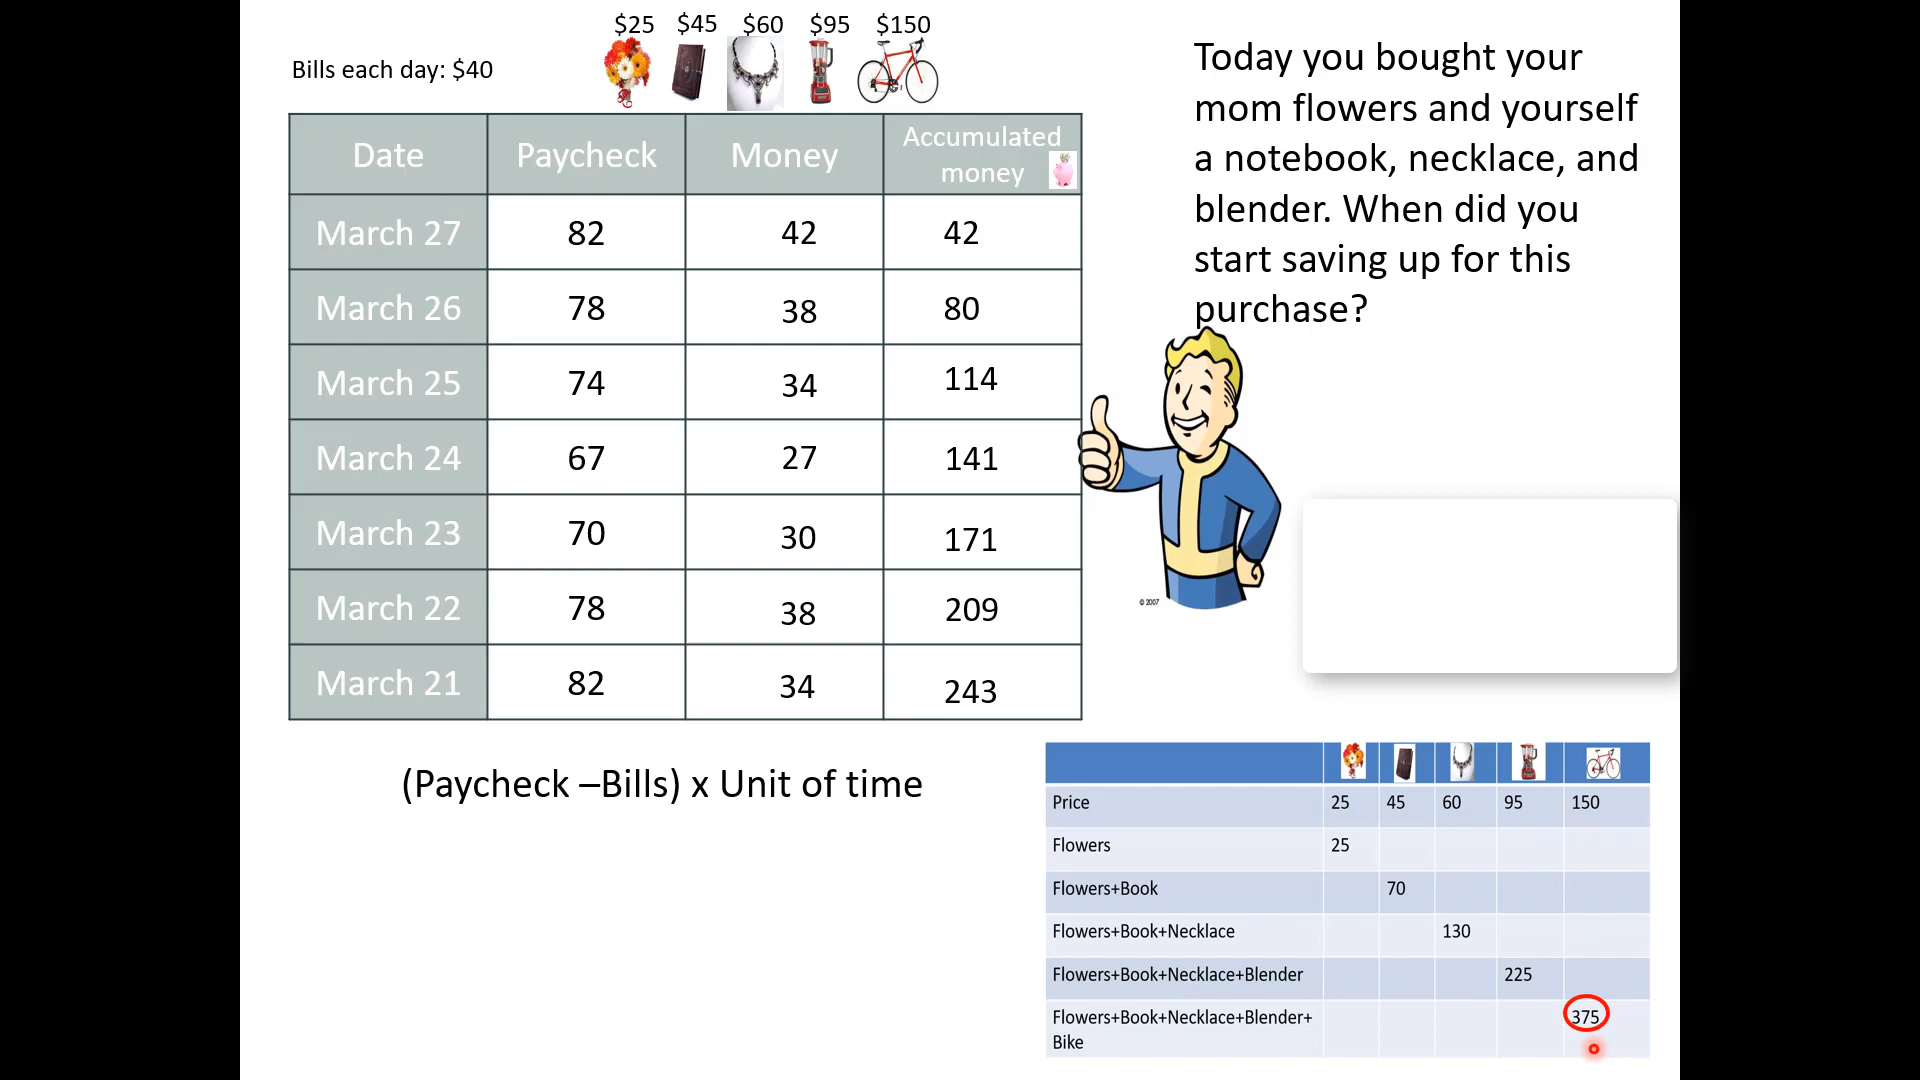 $25 $45 $60 $95 $150
Bills each day: $40
Date Paycheck Money Accumulated money
March 27 82 42 42
March 26 78 38 80
March 25 74 34 114
March 24 67 27 141
March 23 70 30 171
March 22 78 38 209
March 21 82 34 243
(Paycheck –Bills) x Unit of time
Today you bought your
mom flowers and yourself
a notebook, necklace, and
blender. When did you
start saving up for this
purchase?
© 2007
Price 25 45 60 95 150
Flowers 25
Flowers+Book 70
Flowers+Book+Necklace 130
Flowers+Book+Necklace+Blender 225
Flowers+Book+Necklace+Blender+ 375
Bike